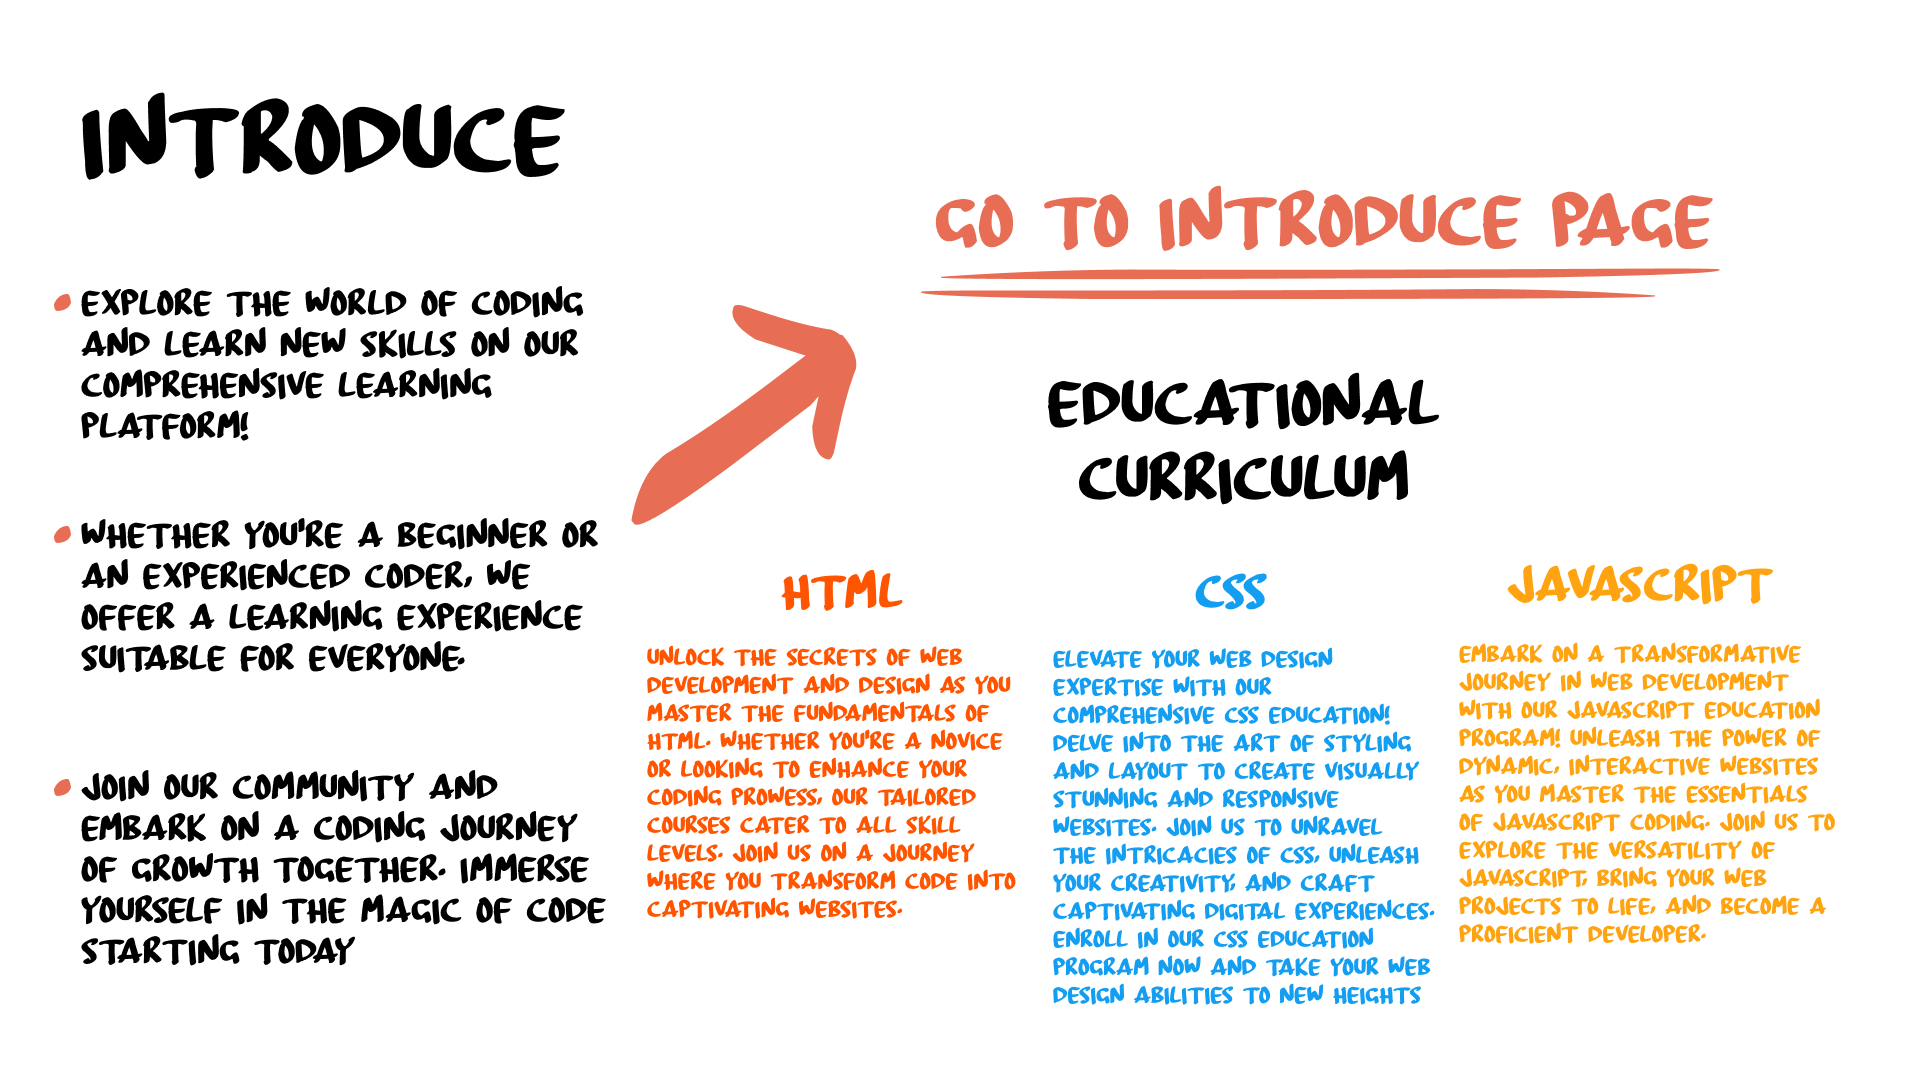 INTRODUCE
EXPLORE THE WORLD OF CODING
AND LEARN NEW SKILLS ON OUR
COMPREHENSIVE LEARNING
PLATFORM!
WHETHER YOU'RE A BEGINNER OR
AN EXPERIENCED CODER, WE
OFFER A LEARNING EXPERIENCE
SUITABLE FOR EVERYONE.
JOIN OUR COMMUNITY AND
EMBARK ON A CODING JOURNEY
OF GROWTH TOGETHER. IMMERSE
YOURSELF IN THE MAGIC OF CODE
STARTING TODAY
GO TO INTRODUCE PAGE
EDUCATIONAL
CURRICULUM
HTML
UNLOCK THE SECRETS OF WEB
DEVELOPMENT AND DESIGN AS YOU
MASTER THE FUNDAMENTALS OF
HTML. WHETHER YOU'RE A NOVICE
OR LOOKING TO ENHANCE YOUR
CODING PROWESS, OUR TAILORED
COURSES CATER TO ALL SKILL
LEVELS. JOIN US ON A JOURNEY
WHERE YOU TRANSFORM CODE INTO
CAPTIVATING WEBSITES.
CSS
ELEVATE YOUR WEB DESIGN
EXPERTISE WITH OUR
COMPREHENSIVE CSS EDUCATION!
DELVE INTO THE ART OF STYLING
AND LAYOUT TO CREATE VISUALLY
STUNNING AND RESPONSIVE
WEBSITES. JOIN US TO UNRAVEL
THE INTRICACIES OF CSS, UNLEASH
YOUR CREATIVITY, AND CRAFT
CAPTIVATING DIGITAL EXPERIENCES.
ENROLL IN OUR CSS EDUCATION
PROGRAM NOW AND TAKE YOUR WEB
DESIGN ABILITIES TO NEW HEIGHTS
JAVASCRIPT
EMBARK ON A TRANSFORMATIVE
JOURNEY IN WEB DEVELOPMENT
WITH OUR JAVASCRIPT EDUCATION
PROGRAM! UNLEASH THE POWER OF
DYNAMIC, INTERACTIVE WEBSITES
AS YOU MASTER THE ESSENTIALS
OF JAVASCRIPT CODING. JOIN US TO
EXPLORE THE VERSATILITY OF
JAVASCRIPT, BRING YOUR WEB
PROJECTS TO LIFE, AND BECOME A
PROFICIENT DEVELOPER.